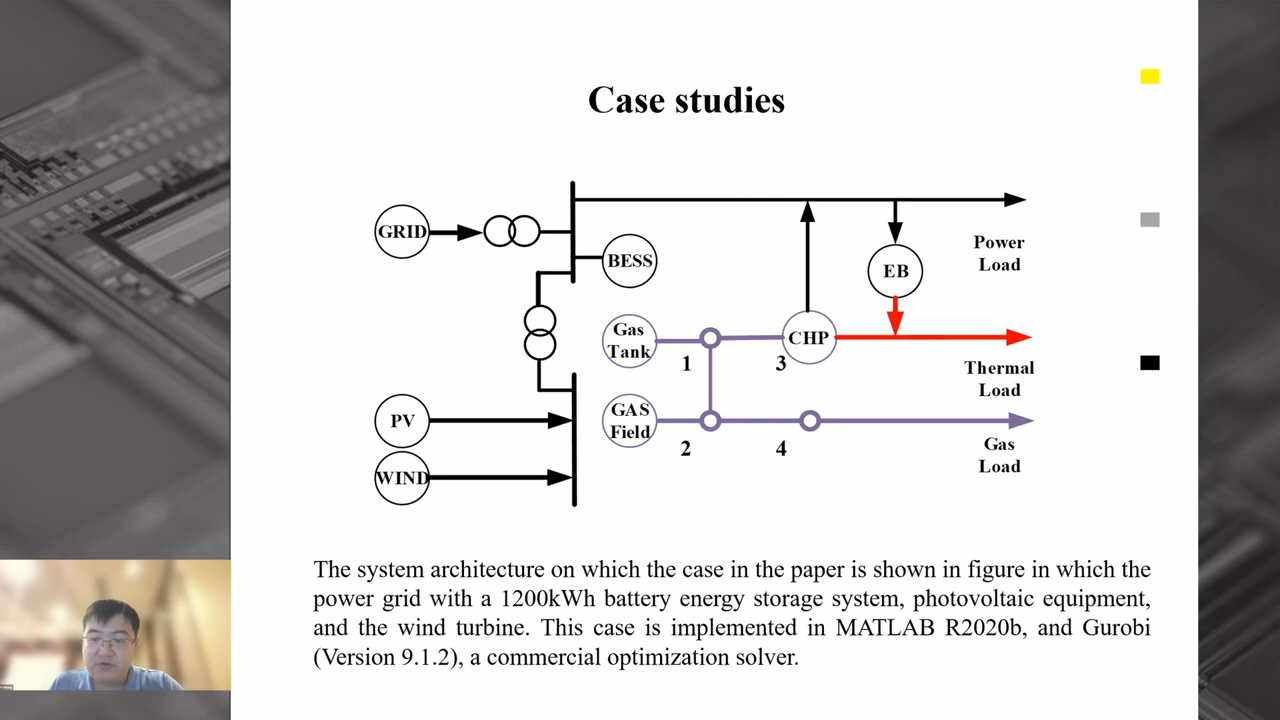 Case studies
GRID
BESS
Power
Load
EB
Gas
Tank
1
3
CHP
Thermal
Load
PV
GAS
Field
2
4
Gas
Load
WIND
The system architecture on which the case in the paper is shown in figure in which the
power grid with a 1200kWh battery energy storage system, photovoltaic equipment,
and the wind turbine. This case is implemented in MATLAB R2020b, and Gurobi
(Version 9.1.2), a commercial optimization solver.